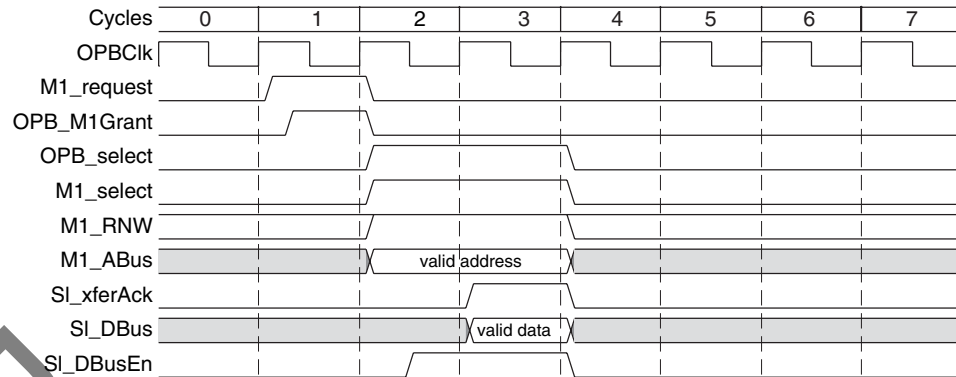 Cycles 0 1 2 3 4 5 6 7
OPBClk
M1_request
OPB_M1Grant
OPB_select
M1_select
M1_RNW
M1_ABus valid address
Sl_xferAck
Sl_DBus valid data
Sl_DBusEn